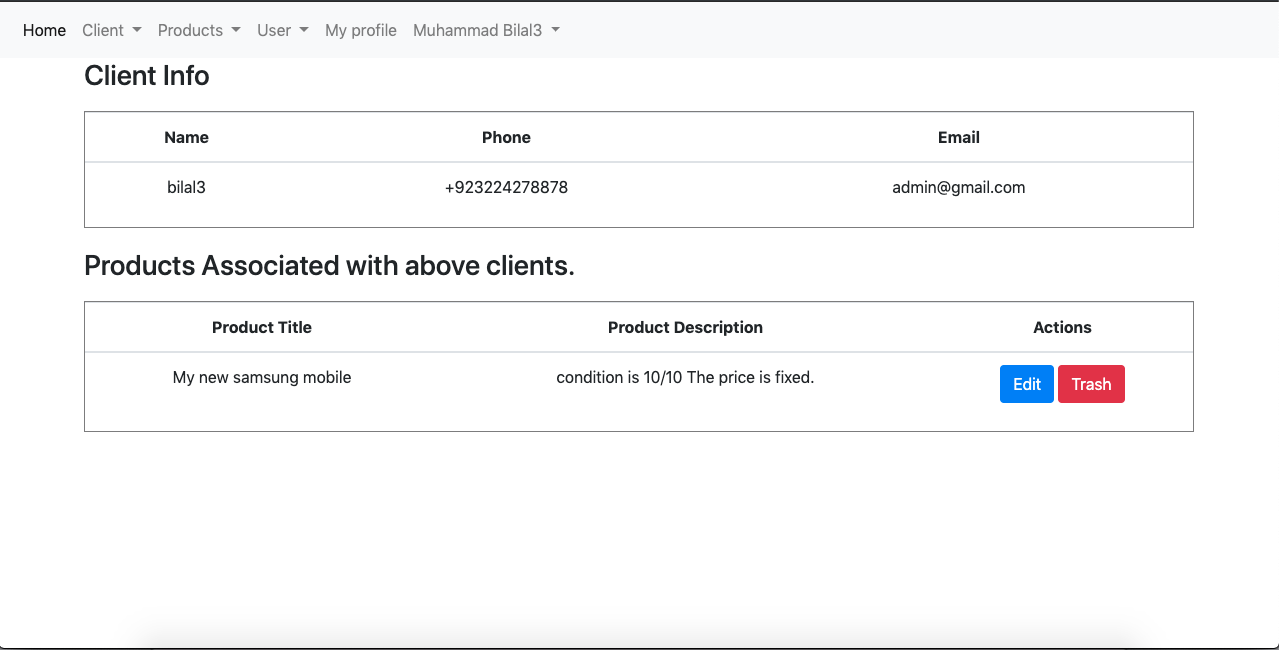 Home Client Products User My profile Muhammad Bilal3
Client Info
Name Phone Email
bilal3 +923224278878 admin@gmail.com
Products Associated with above clients.
Product Title Product Description Actions
My new samsung mobile condition is 10/10 The price is fixed. Edit Trash